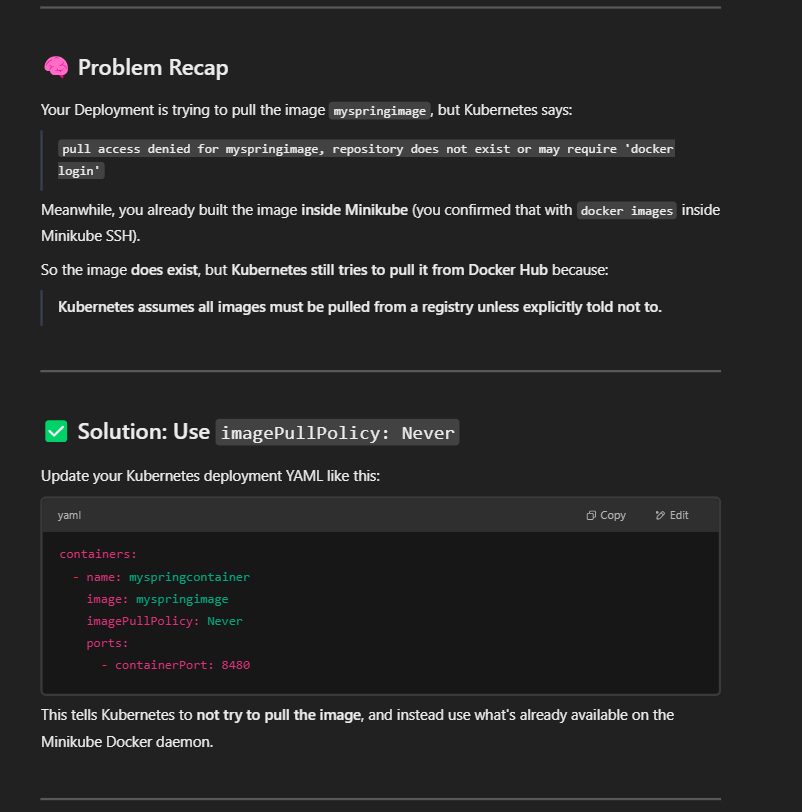 Problem Recap
Your Deployment is trying to pull the image myspringimage, but Kubernetes says:
pull access denied for myspringimage, repository does not exist or may require 'docker
login'
Meanwhile, you already built the image inside Minikube (you confirmed that with docker images inside
Minikube SSH).
So the image does exist, but Kubernetes still tries to pull it from Docker Hub because:
Kubernetes assumes all images must be pulled from a registry unless explicitly told not to.
Solution: Use imagePullPolicy: Never
Update your Kubernetes deployment YAML like this:
yaml Copy Edit
containers:
  - name: myspringcontainer
    image: myspringimage
    imagePullPolicy: Never
    ports:
      - containerPort: 8480
This tells Kubernetes to not try to pull the image, and instead use what's already available on the
Minikube Docker daemon.